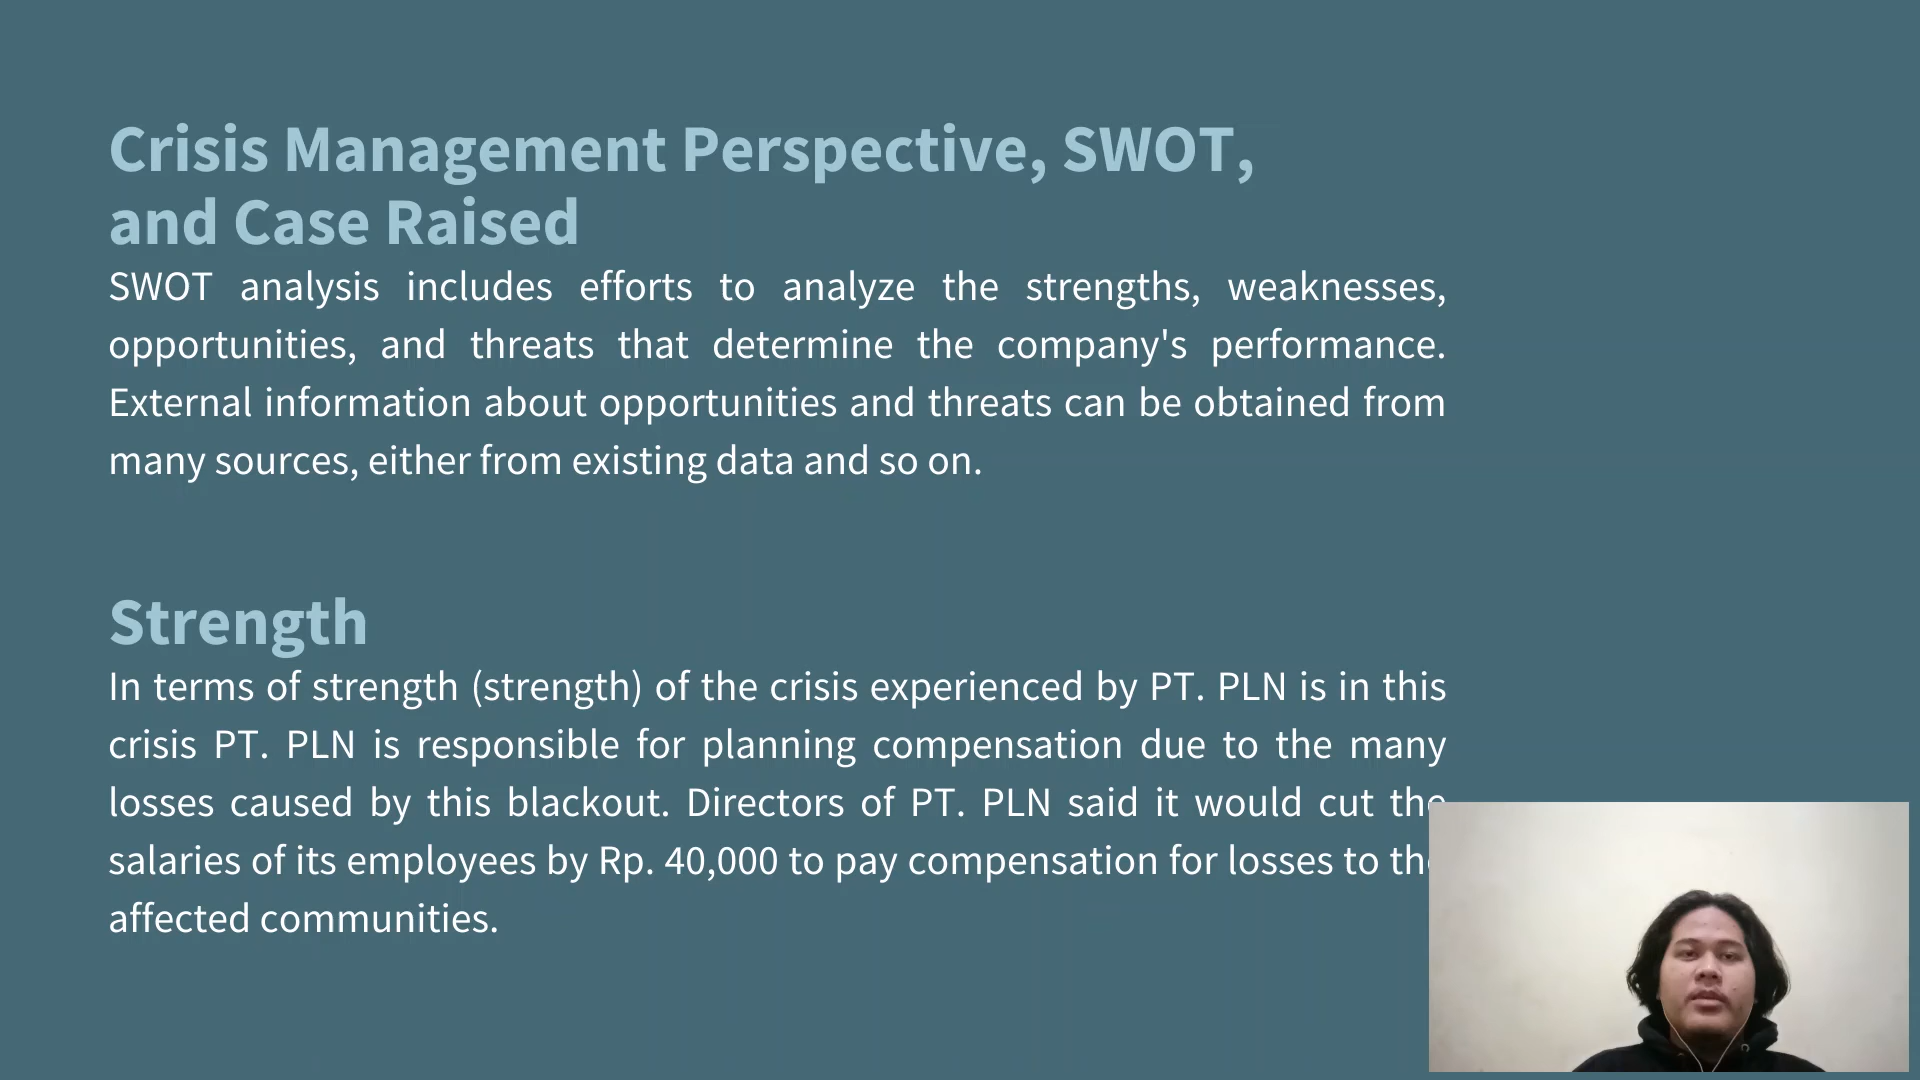 Crisis Management Perspective, SWOT,
and Case Raised
SWOT analysis includes efforts to analyze the strengths, weaknesses,
opportunities, and threats that determine the company's performance.
External information about opportunities and threats can be obtained from
many sources, either from existing data and so on.
Strength
In terms of strength (strength) of the crisis experienced by PT. PLN is in this
crisis PT. PLN is responsible for planning compensation due to the many
losses caused by this blackout. Directors of PT. PLN said it would cut the
salaries of its employees by Rp. 40,000 to pay compensation for losses to the
affected communities.